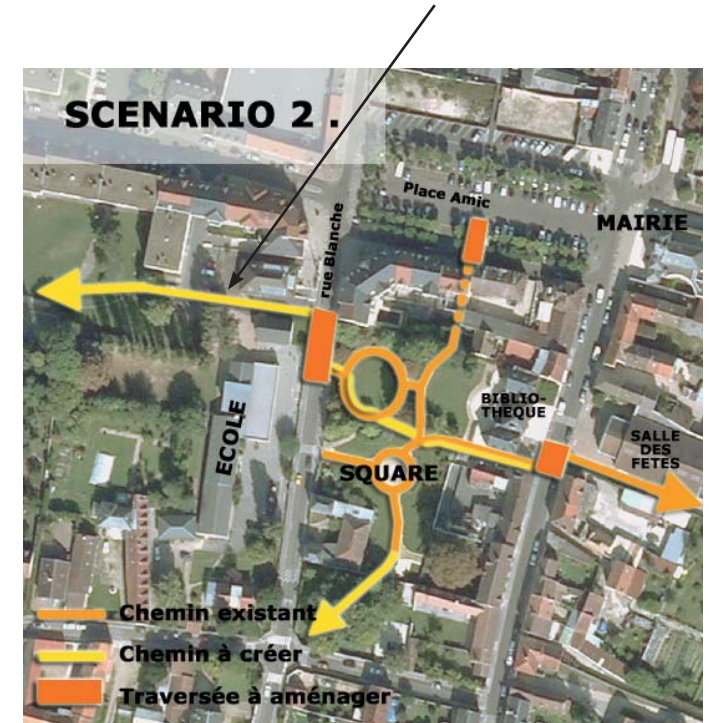 SCENARIO 2 .
Place Amic
MAIRIE
rue Blanche
BIBLIO-
THEQUE
ECOLE
SALLE
DES
FETES
SQUARE
Chemin existant
Chemin à créer
Traversée à aménager